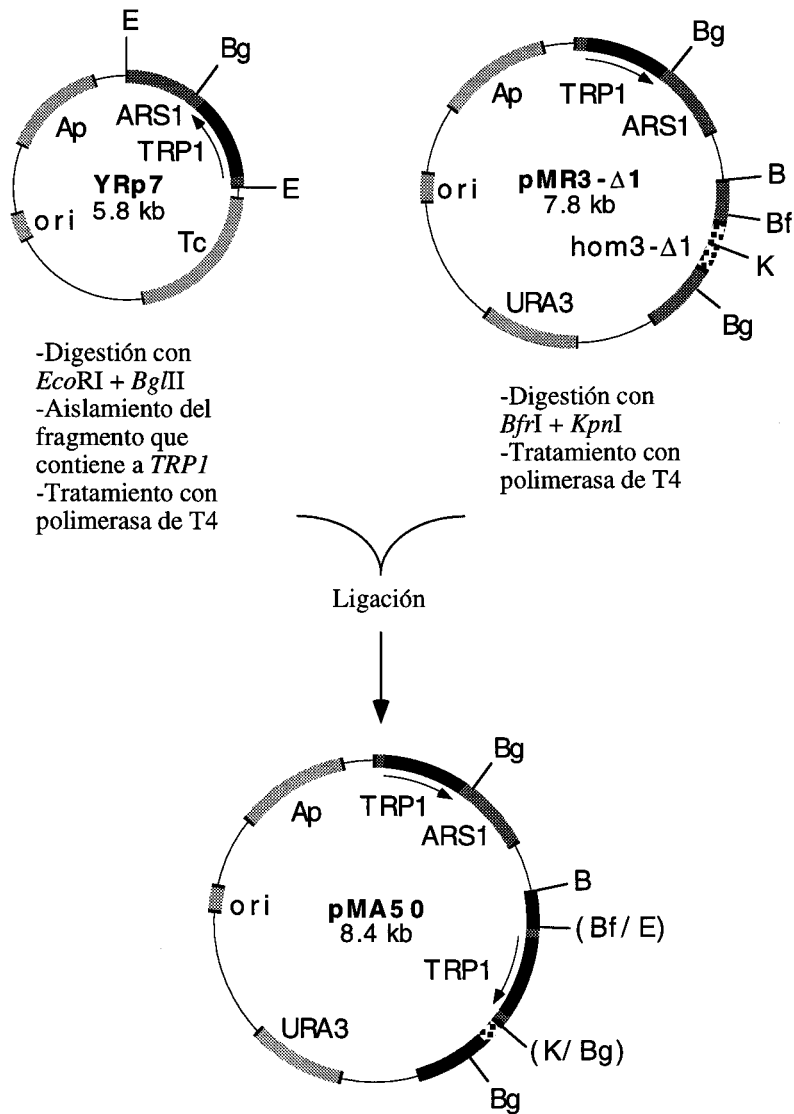 E
Bg
Ap
ARS1
TRP1
YRp7
5.8 kb
E
ori
Tc
Bg
Ap
TRP1
ARS1
ori
pMR3-Δ1
7.8 kb
B
Bf
hom3-Δ1
K
URA3
Bg
-Digestión con
EcoRI + BglII
-Aislamiento del
fragmento que
contiene a TRP1
-Tratamiento con
polimerasa de T4
-Digestión con
BfrI + KpnI
-Tratamiento con
polimerasa de T4
Ligación
Bg
Ap
TRP1
ARS1
B
ori
pMA50
8.4 kb
(Bf/E)
TRP1
URA3
(K/Bg)
Bg